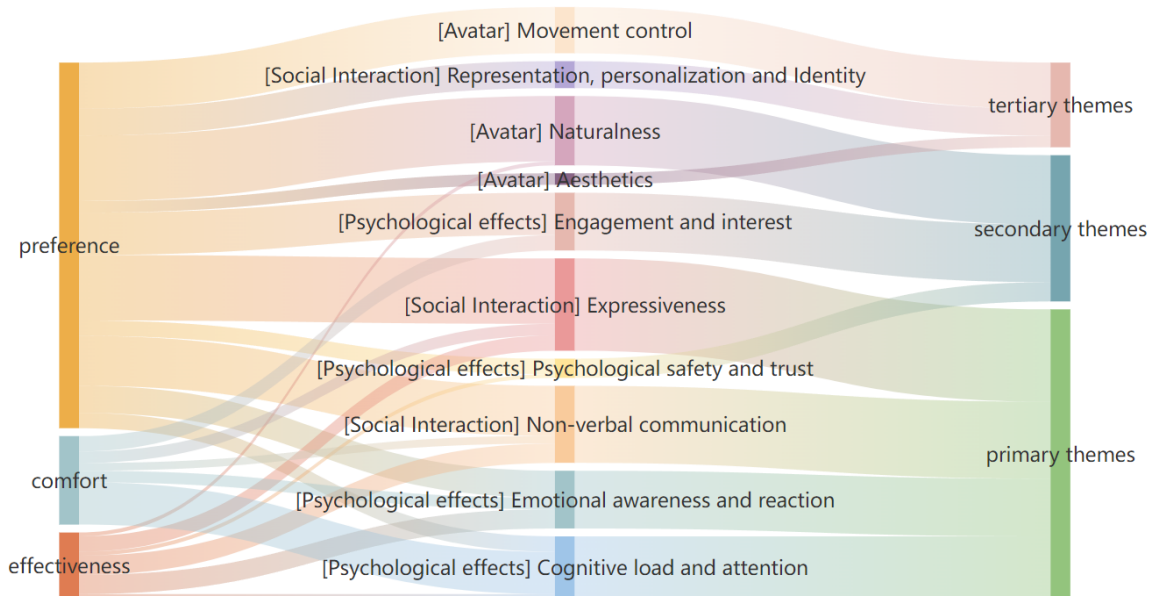 [Avatar] Movement control
[Social Interaction] Representation, personalization and Identity
tertiary themes
[Avatar] Naturalness
[Avatar] Aesthetics
[Psychological effects] Engagement and interest
secondary themes
preference
[Social Interaction] Expressiveness
[Psychological effects] Psychological safety and trust
[Social Interaction] Non-verbal communication
primary themes
comfort
[Psychological effects] Emotional awareness and reaction
effectiveness
[Psychological effects] Cognitive load and attention